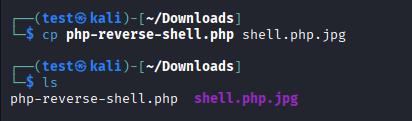 ┌──(test㉿kali)-[~/Downloads]
└─$ cp php-reverse-shell.php shell.php.jpg
┌──(test㉿kali)-[~/Downloads]
└─$ ls
php-reverse-shell.php  shell.php.jpg